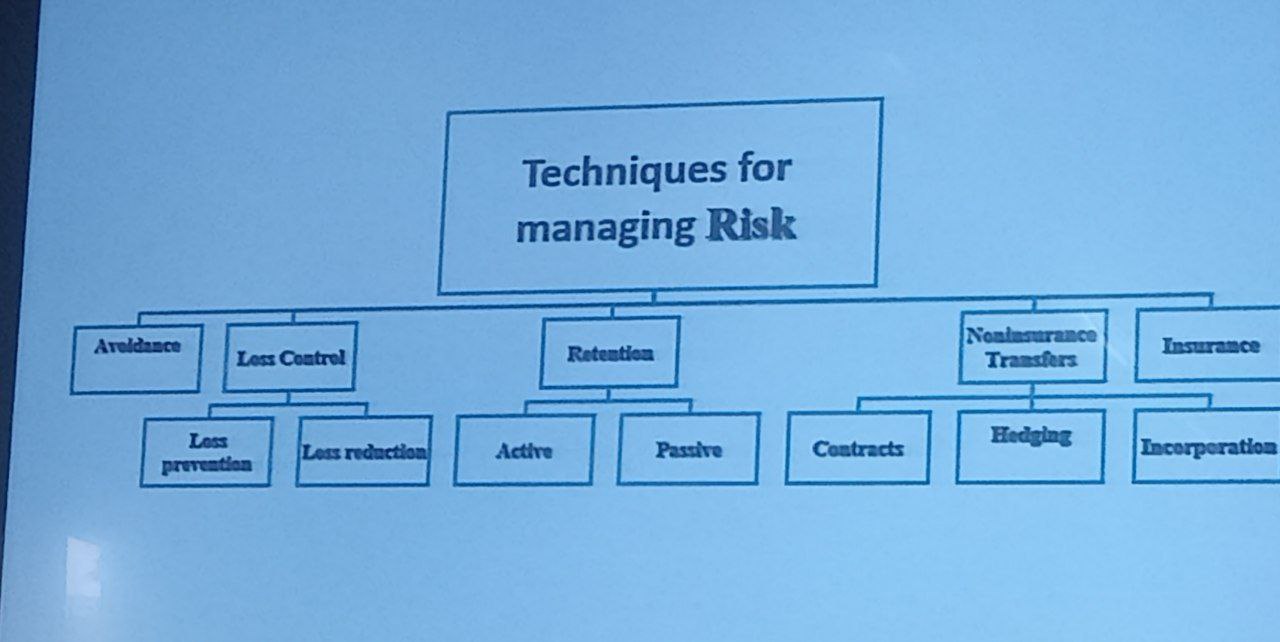 Techniques for
managing Risk
Avoidance
Loss Control
Retention
Noninsurance
Transfers
Insurance
Loss
prevention
Loss reduction
Active
Passive
Contracts
Hedging
Incorporation